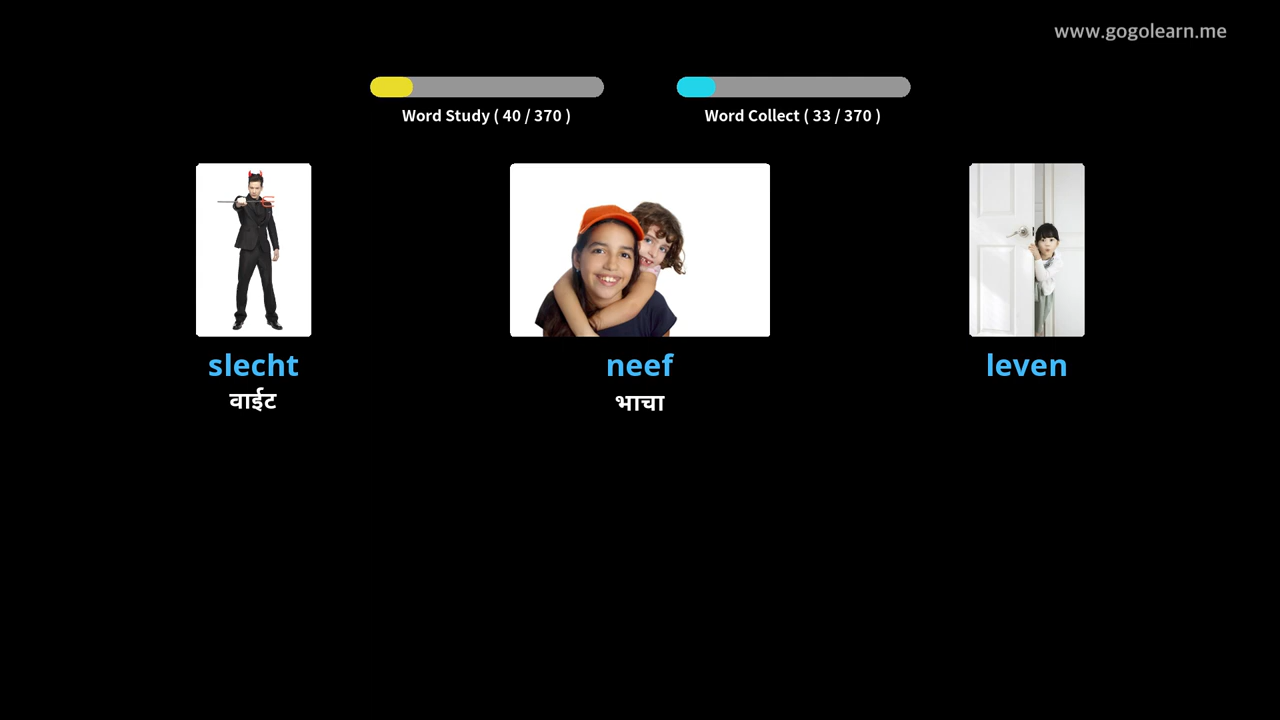 www.gogolearn.me
Word Study ( 40 / 370 )
Word Collect ( 33 / 370 )
slecht
वाईट
neef
भाचा
leven